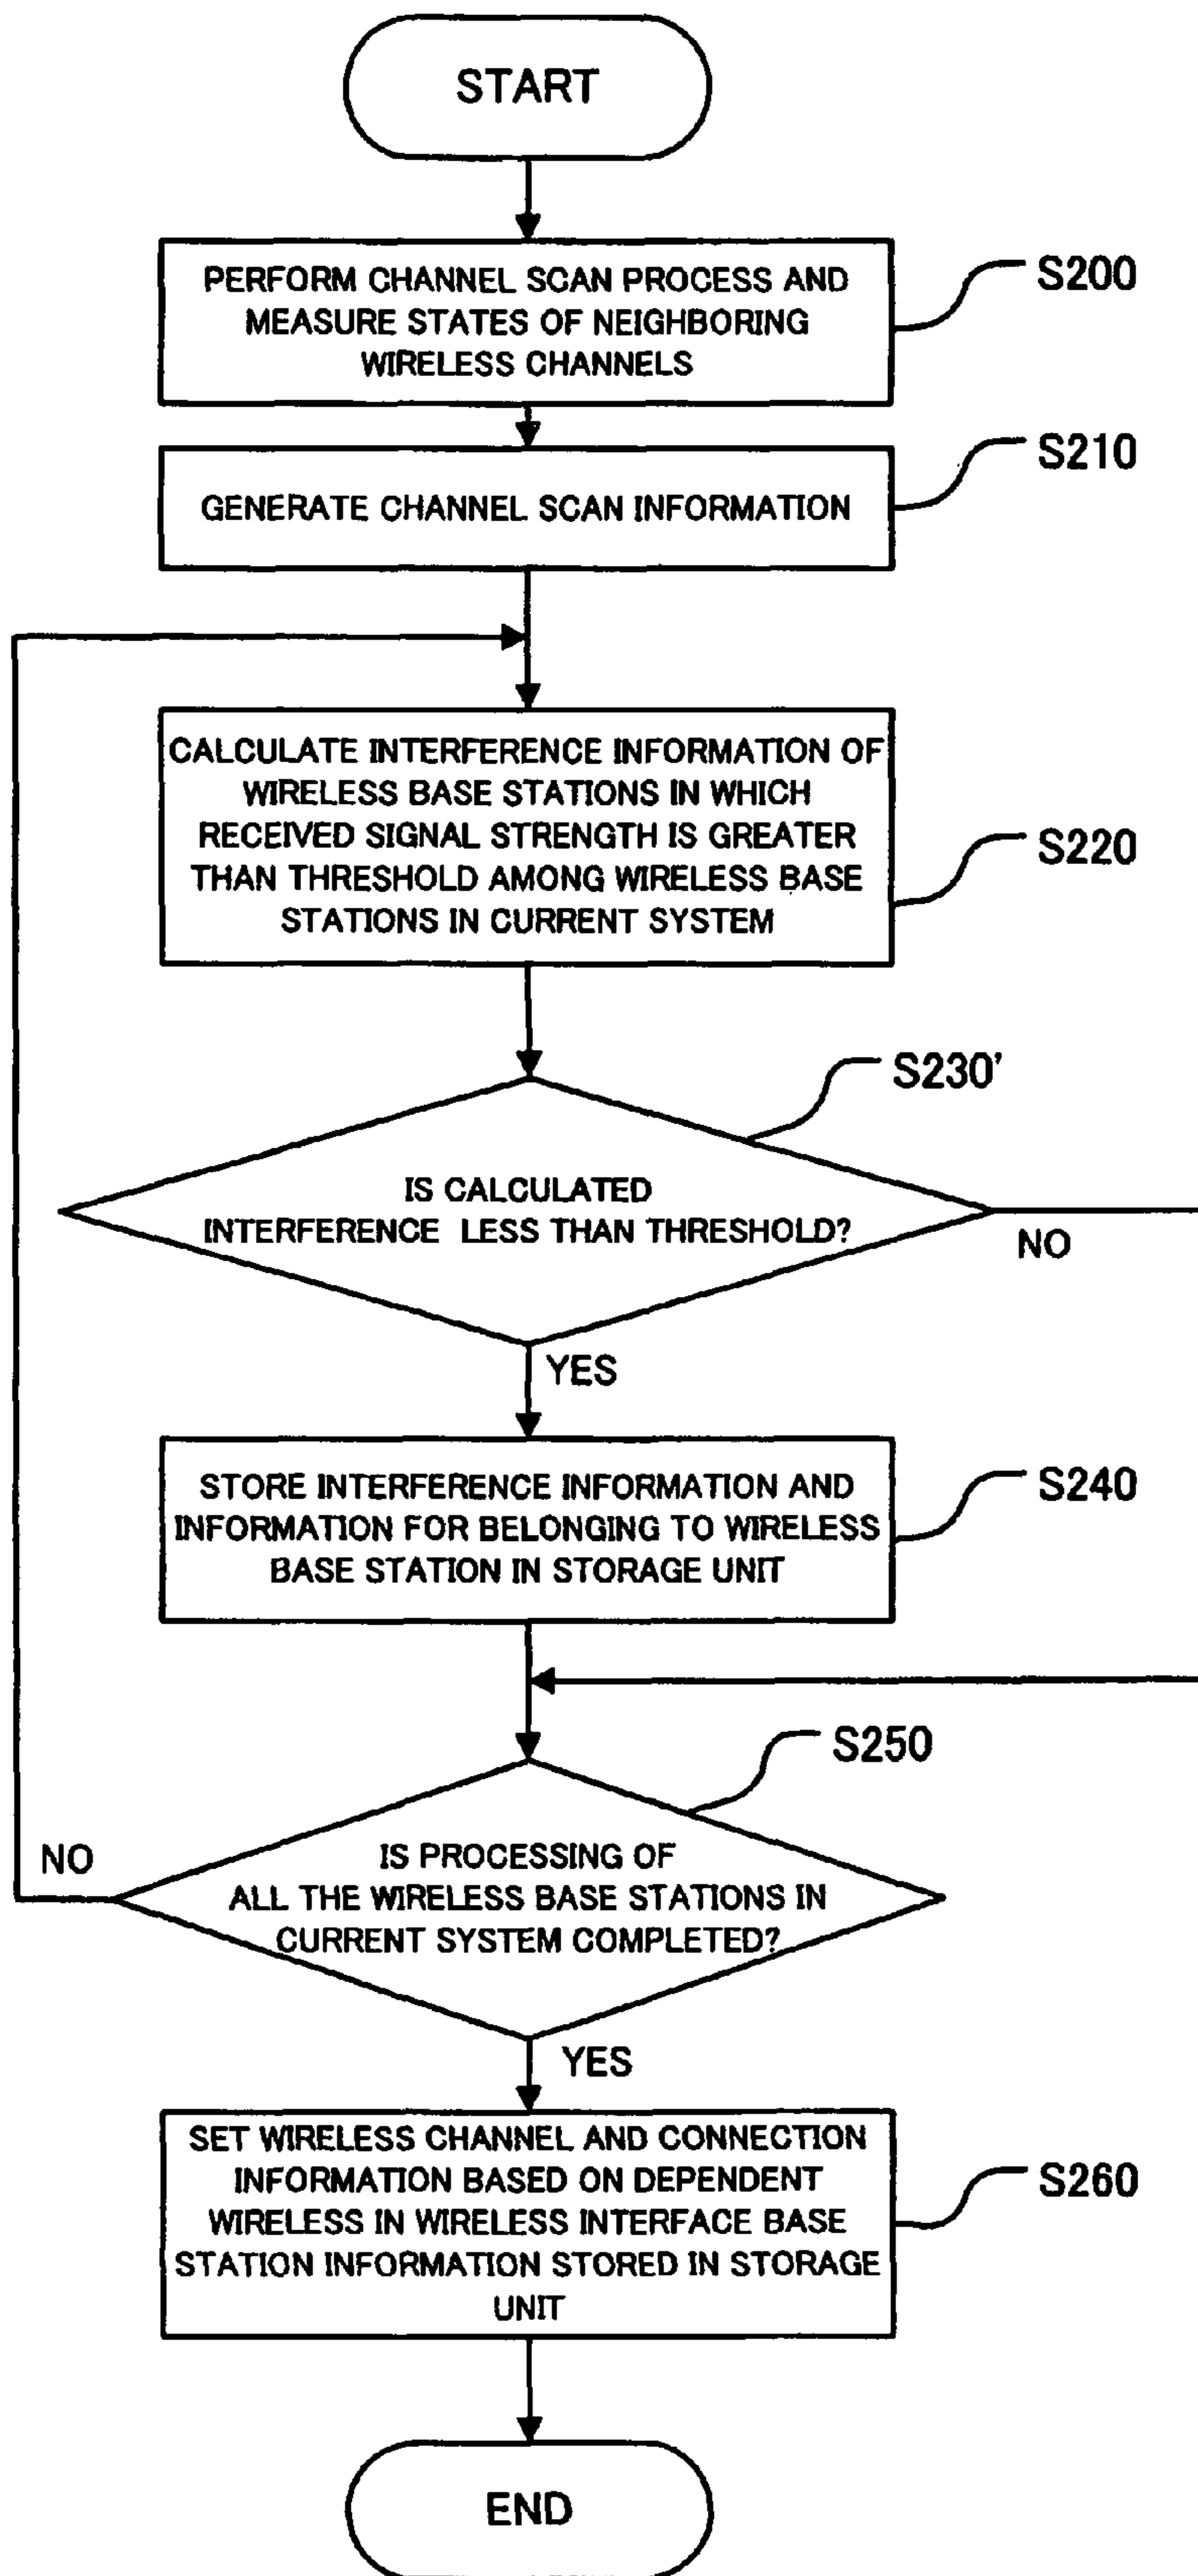 START
PERFORM CHANNEL SCAN PROCESS AND
MEASURE STATES OF NEIGHBORING
WIRELESS CHANNELS
S200
GENERATE CHANNEL SCAN INFORMATION
S210
CALCULATE INTERFERENCE INFORMATION OF
WIRELESS BASE STATIONS IN WHICH
RECEIVED SIGNAL STRENGTH IS GREATER
THAN THRESHOLD AMONG WIRELESS BASE
STATIONS IN CURRENT SYSTEM
S220
S230'
IS CALCULATED
INTERFERENCE LESS THAN THRESHOLD?
NO
YES
STORE INTERFERENCE INFORMATION AND
INFORMATION FOR BELONGING TO WIRELESS
BASE STATION IN STORAGE UNIT
S240
S250
IS PROCESSING OF
ALL THE WIRELESS BASE STATIONS IN
CURRENT SYSTEM COMPLETED?
NO
YES
SET WIRELESS CHANNEL AND CONNECTION
INFORMATION BASED ON DEPENDENT
WIRELESS IN WIRELESS INTERFACE BASE
STATION INFORMATION STORED IN STORAGE
UNIT
S260
END